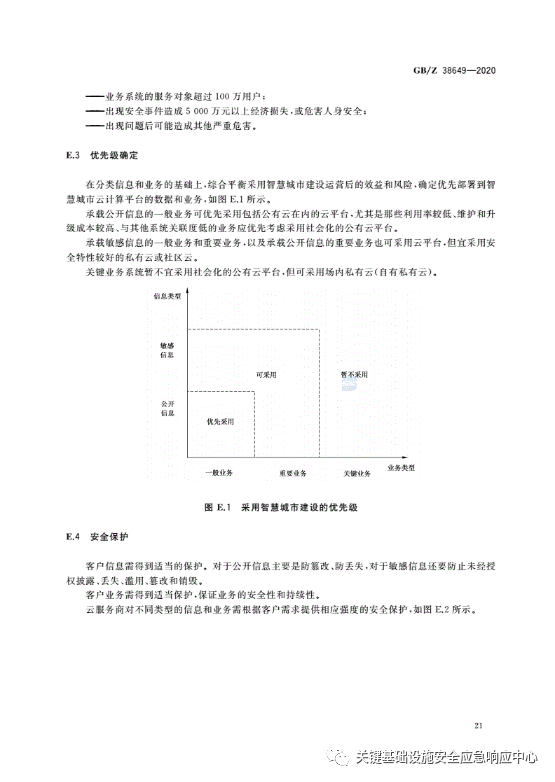 GB/Z 38649—2020
——业务系统的服务对象超过 100 万用户;
——出现安全事件造成 5 000 万元以上经济损失,或危害人身安全;
——出现问题后可能造成其他严重危害。
E.3 优先级确定
在分类信息和业务的基础上,综合平衡采用智慧城市建设运营后的效益和风险,确定优先部署到智
慧城市云计算平台的数据和业务,如图 E.1 所示。
承载公开信息的一般业务可优先采用包括公有云在内的云平台,尤其是那些利用率较低、维护和升
级成本较高、与其他系统关联度低的业务应优先考虑采用社会化的公有云平台。
承载敏感信息的一般业务和重要业务,以及承载公开信息的重要业务也可采用云平台,但宜采用安
全特性较好的私有云或社区云。
关键业务系统暂不宜采用社会化的公有云平台,但可采用场内私有云(自有私有云)。
信息类型
敏感
信息
可采用
暂不采用
公开
信息
优先采用
一般业务
重要业务
关键业务
业务类型
图 E.1 采用智慧城市建设的优先级
E.4 安全保护
客户信息需得到适当的保护。对于公开信息主要是防篡改、防丢失,对于敏感信息还要防止未经授
权披露、丢失、滥用、篡改和销毁。
客户业务需得到适当保护,保证业务的安全性和持续性。
云服务商对不同类型的信息和业务需根据客户需求提供相应强度的安全保护,如图 E.2 所示。
21
关键基础设施安全应急响应中心